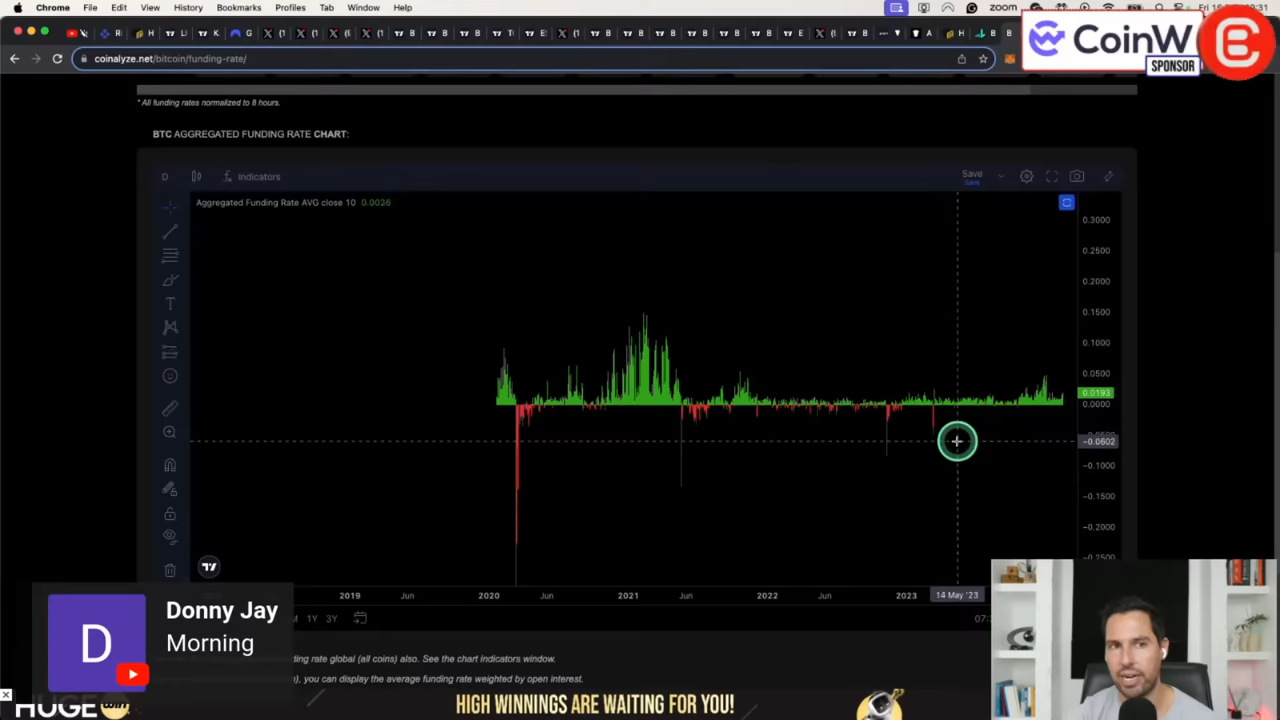 Chrome File Edit View History Bookmarks Profiles Tab Window Help
zoom
coinalyze.net/bitcoin/funding-rate/
CoinW
SPONSOR
* All funding rates normalized to 8 hours.
BTC AGGREGATED FUNDING RATE CHART:
D Indicators
Save
Save
Aggregated Funding Rate AVG close 10 0.0026
0.3000
0.2500
0.2000
0.1500
0.1000
0.0500
0.0193
0.0000
−0.0602
−0.1000
−0.1500
−0.2000
−0.2500
2019 Jun 2020 Jun 2021 Jun 2022 Jun 2023 14 May '23
1Y 3Y
Donny Jay
Morning
D
rate global (all coins) also. See the chart indicators window.
you can display the average funding rate weighted by open interest.
HUGE win
HIGH WINNINGS ARE WAITING FOR YOU!